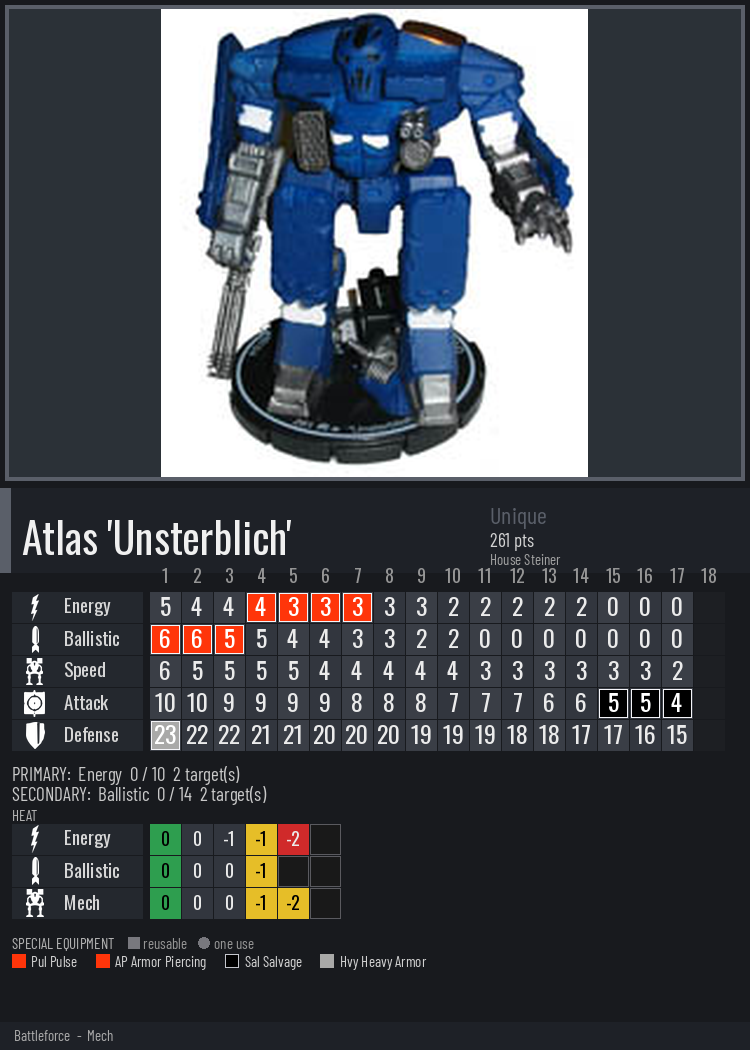 Atlas 'Unsterblich'
Unique
261 pts
House Steiner
1 2 3 4 5 6 7 8 9 10 11 12 13 14 15 16 17 18
Energy 5 4 4 4 3 3 3 3 3 2 2 2 2 2 0 0 0
Ballistic 6 6 5 5 4 4 3 3 2 2 0 0 0 0 0 0 0
Speed 6 5 5 5 5 4 4 4 4 4 3 3 3 3 3 3 2
Attack 10 10 9 9 9 9 8 8 8 7 7 7 6 6 5 5 4
Defense 23 22 22 21 21 20 20 20 19 19 19 18 18 17 17 16 15
PRIMARY: Energy 0 / 10 2 target(s)
SECONDARY: Ballistic 0 / 14 2 target(s)
HEAT
Energy 0 0 -1 -1 -2
Ballistic 0 0 0 -1
Mech 0 0 0 -1 -2
SPECIAL EQUIPMENT reusable one use
Pul Pulse AP Armor Piercing Sal Salvage Hvy Heavy Armor
Battleforce - Mech